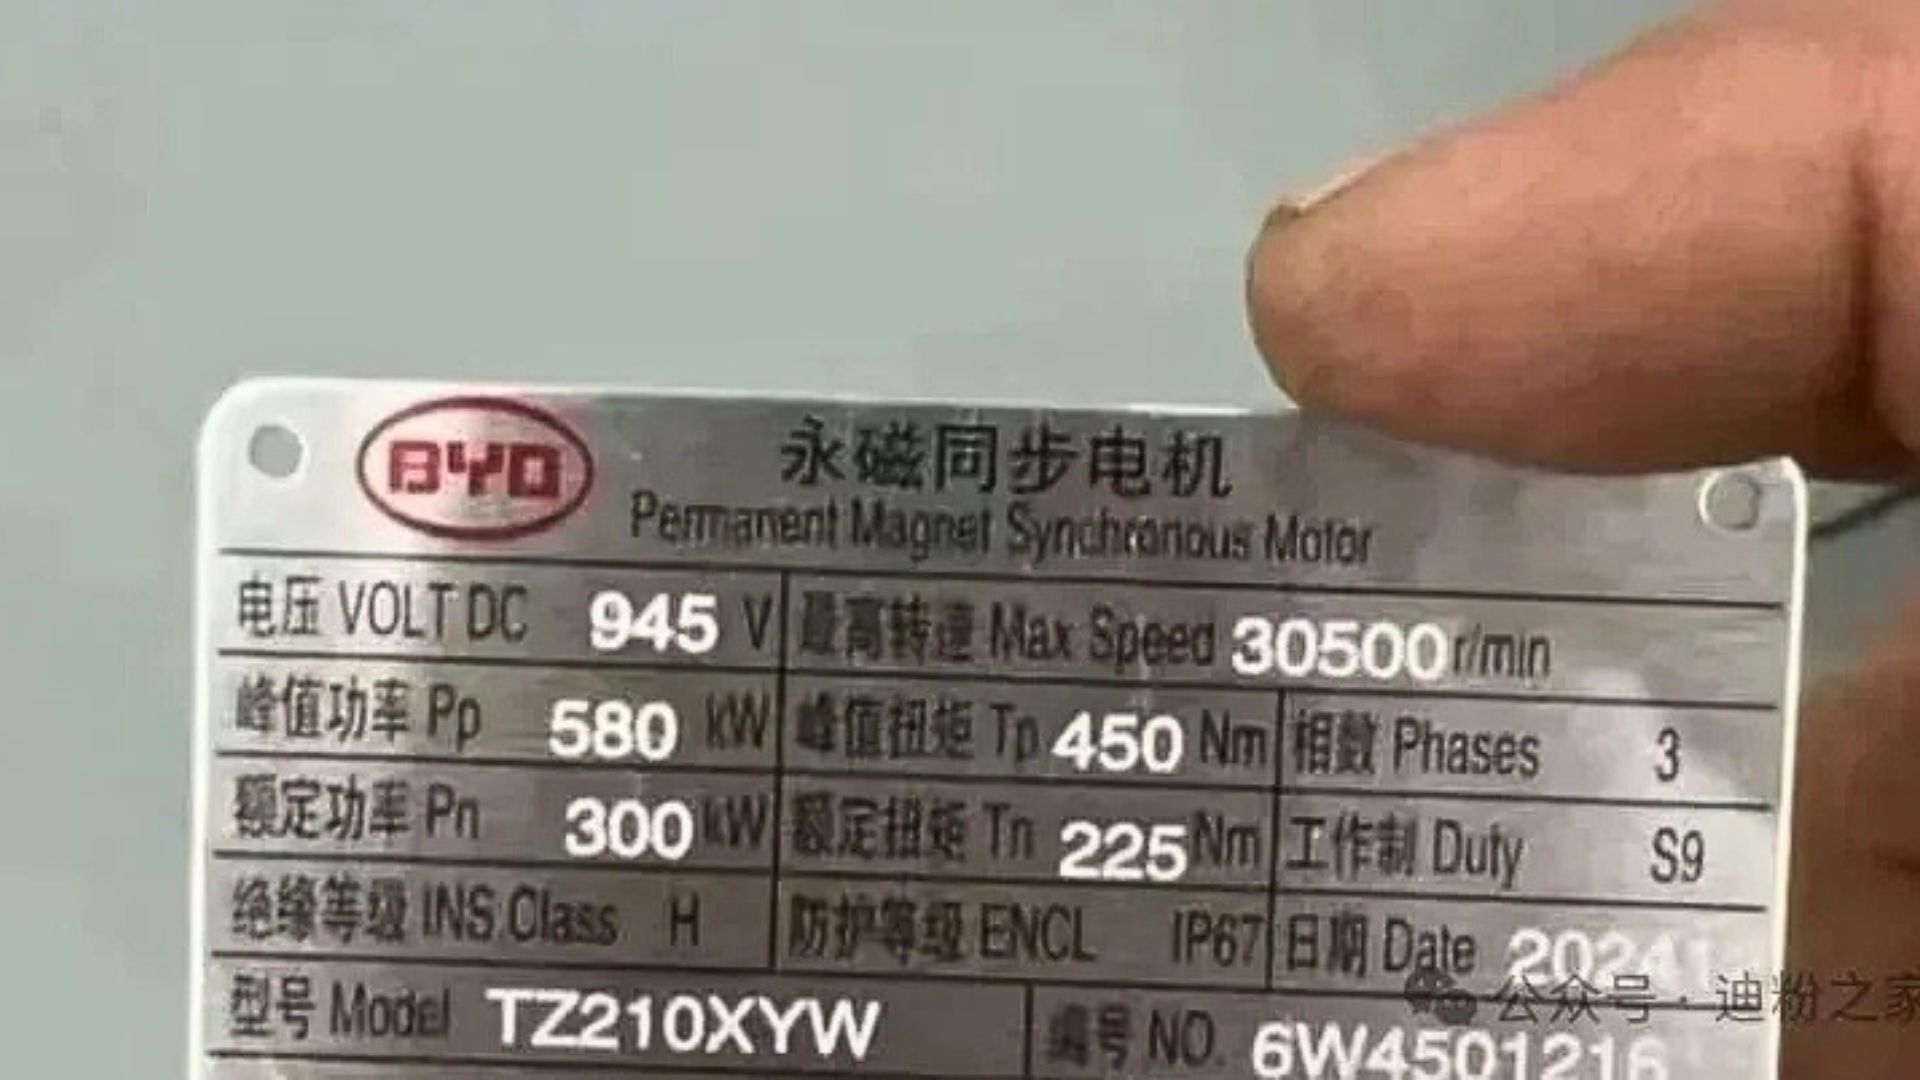 BYD
永磁同步电机
Permanent Magnet Synchronous Motor
电压 VOLT DC 945 V 最高转速 Max Speed 30500 r/min
峰值功率 Pp 580 kW 峰值扭矩 Tp 450 Nm 相数 Phases 3
额定功率 Pn 300 kW 额定扭矩 Tn 225 Nm 工作制 Duty S9
绝缘等级 INS.Class H 防护等级 ENCL IP67 日期 Date 20241
型号 Model TZ210XYW 编号 NO. 6W4501216
公众号·迪粉之家